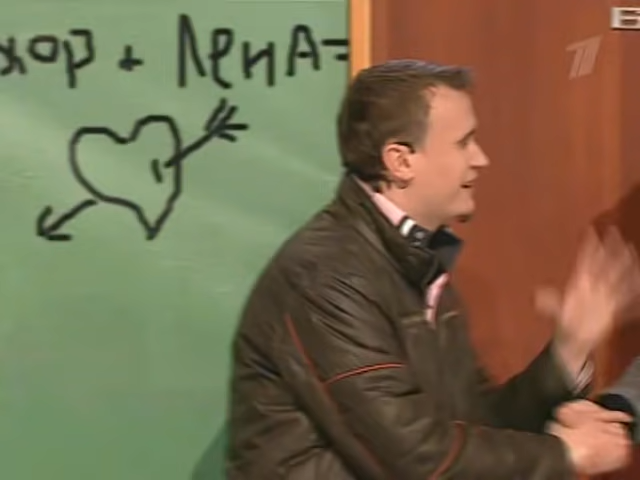 хор + ЛеНА=